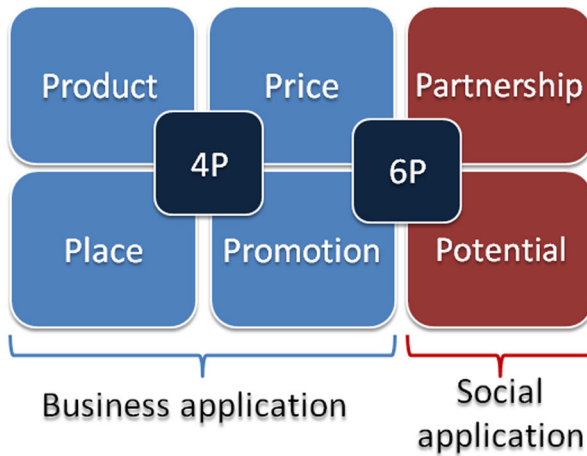 Product Price Partnership
4P 6P
Place Promotion Potential
Business application
Social
application